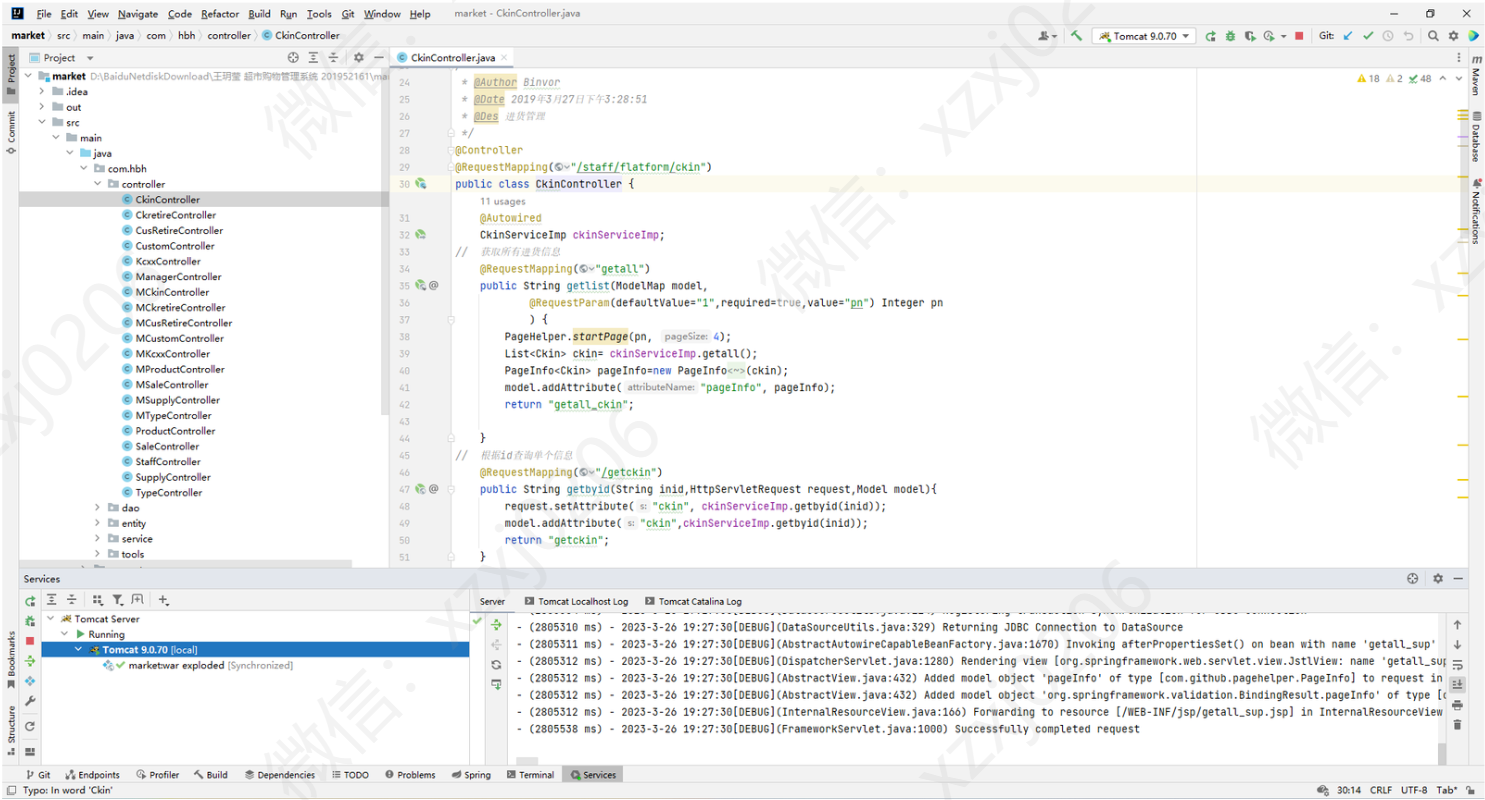 File Edit View Navigate Code Refactor Build Run Tools Git Window Help market - CkinController.java
market src main java com hbh controller CkinController Tomcat 9.0.70 Git:
Project
CkinController.java
market D:\BaiduNetdiskDownload\王玥莹 超市购物管理系统 201952161\ma
.idea
out
src
main
java
com.hbh
controller
CkinController
CkretireController
CusRetireController
CustomController
KcxxController
ManagerController
MCkinController
MCkretireController
MCusRetireController
MCustomController
MKcxxController
MProductController
MSaleController
MSupplyController
MTypeController
ProductController
SaleController
StaffController
SupplyController
TypeController
dao
entity
service
tools
18 2 48
24 * @Author Binvor
25 * @Date 2019年3月27日下午3:28:51
26 * @Des 进货管理
27 */
28 @Controller
29 @RequestMapping("/staff/flatform/ckin")
30 public class CkinController {
11 usages
31 @Autowired
32 CkinServiceImp ckinServiceImp;
33 // 获取所有进货信息
34 @RequestMapping("getall")
35 public String getlist(ModelMap model,
36 @RequestParam(defaultValue="1",required=true,value="pn") Integer pn
37 ) {
38 PageHelper.startPage(pn, pageSize: 4);
39 List<Ckin> ckin= ckinServiceImp.getall();
40 PageInfo<Ckin> pageInfo=new PageInfo<~>(ckin);
41 model.addAttribute( attributeName: "pageInfo", pageInfo);
42 return "getall_ckin";
43
44 }
45 // 根据id查询单个信息
46 @RequestMapping("/getckin")
47 public String getbyid(String inid,HttpServletRequest request,Model model){
48 request.setAttribute( s: "ckin", ckinServiceImp.getbyid(inid));
49 model.addAttribute( s: "ckin",ckinServiceImp.getbyid(inid));
50 return "getckin";
51 }
Project
Commit
Bookmarks
Structure
Maven
Database
Notifications
Services
Tomcat Server
Running
Tomcat 9.0.70 [local]
market:war exploded [Synchronized]
Server Tomcat Localhost Log Tomcat Catalina Log
- (2805310 ms) - 2023-3-26 19:27:30[DEBUG](DataSourceUtils.java:329) Returning JDBC Connection to DataSource
- (2805311 ms) - 2023-3-26 19:27:30[DEBUG](AbstractAutowireCapableBeanFactory.java:1670) Invoking afterPropertiesSet() on bean with name 'getall_sup'
- (2805312 ms) - 2023-3-26 19:27:30[DEBUG](DispatcherServlet.java:1280) Rendering view [org.springframework.web.servlet.view.JstlView: name 'getall_sup
- (2805312 ms) - 2023-3-26 19:27:30[DEBUG](AbstractView.java:432) Added model object 'pageInfo' of type [com.github.pagehelper.PageInfo] to request in
- (2805312 ms) - 2023-3-26 19:27:30[DEBUG](AbstractView.java:432) Added model object 'org.springframework.validation.BindingResult.pageInfo' of type [
- (2805312 ms) - 2023-3-26 19:27:30[DEBUG](InternalResourceView.java:166) Forwarding to resource [/WEB-INF/jsp/getall_sup.jsp] in InternalResourceView
- (2805538 ms) - 2023-3-26 19:27:30[DEBUG](FrameworkServlet.java:1000) Successfully completed request
Git Endpoints Profiler Build Dependencies TODO Problems Spring Terminal Services
Typo: In word 'Ckin' 30:14 CRLF UTF-8 Tab*
微信: xzxj0206